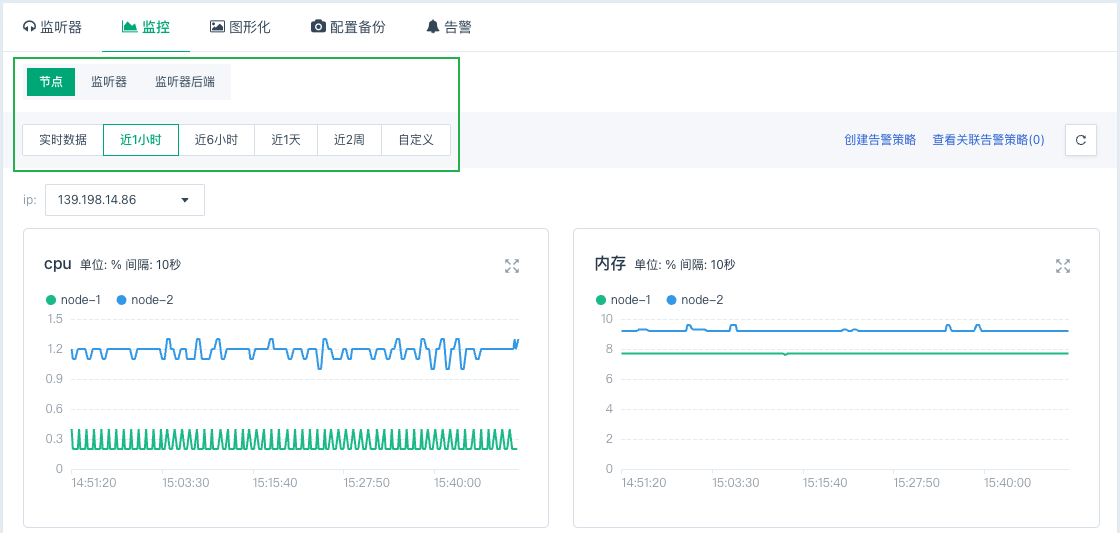 监听器 监控 图形化 配置备份 告警
节点 监听器 监听器后端
实时数据 近1小时 近6小时 近1天 近2周 自定义 创建告警策略 查看关联告警策略(0)
ip: 139.198.14.86
cpu 单位: % 间隔: 10秒
node-1 node-2
1.5
1.2
0.9
0.6
0.3
0
14:51:20 15:03:30 15:15:40 15:27:50 15:40:00
内存 单位: % 间隔: 10秒
node-1 node-2
10
8
6
4
2
0
14:51:20 15:03:30 15:15:40 15:27:50 15:40:00